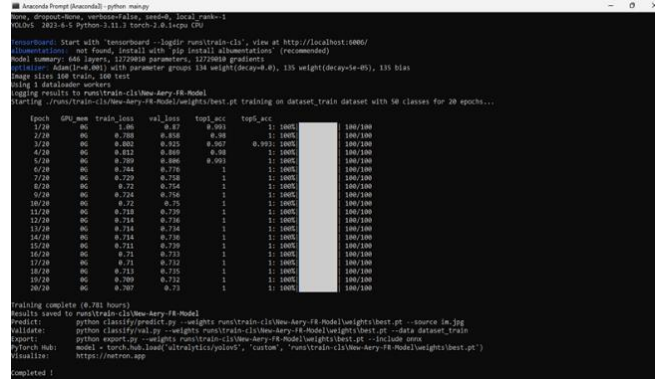 Anaconda Prompt (Anaconda3) - python main.py
None, dropout=None, verbose=False, seed=0, local_rank=-1
YOLOv5 2023-6-5 Python-3.11.3 torch-2.0.1+cpu CPU
TensorBoard: Start with 'tensorboard --logdir runs\train-cls', view at http://localhost:6006/
albumentations: not found, install with `pip install albumentations` (recommended)
Model summary: 646 layers, 12729010 parameters, 12729010 gradients
optimizer: Adam(lr=0.001) with parameter groups 134 weight(decay=0.0), 135 weight(decay=5e-05), 135 bias
Image sizes 160 train, 160 test
Using 1 dataloader workers
Logging results to runs\train-cls\New-Aery-FR-Model
Starting ./runs/train-cls/New-Aery-FR-Model/weights/best.pt training on dataset_train dataset with 50 classes for 20 epochs...
Epoch GPU_mem train_loss val_loss top1_acc top5_acc
1/20 0G 1.06 0.87 0.993 1: 100% 100/100
2/20 0G 0.788 0.858 0.98 1: 100% 100/100
3/20 0G 0.802 0.925 0.967 0.993: 100% 100/100
4/20 0G 0.812 0.869 0.98 1: 100% 100/100
5/20 0G 0.789 0.806 0.993 1: 100% 100/100
6/20 0G 0.744 0.776 1 1: 100% 100/100
7/20 0G 0.729 0.758 1 1: 100% 100/100
8/20 0G 0.72 0.754 1 1: 100% 100/100
9/20 0G 0.724 0.756 1 1: 100% 100/100
10/20 0G 0.72 0.75 1 1: 100% 100/100
11/20 0G 0.718 0.739 1 1: 100% 100/100
12/20 0G 0.714 0.736 1 1: 100% 100/100
13/20 0G 0.714 0.734 1 1: 100% 100/100
14/20 0G 0.714 0.736 1 1: 100% 100/100
15/20 0G 0.711 0.739 1 1: 100% 100/100
16/20 0G 0.71 0.733 1 1: 100% 100/100
17/20 0G 0.71 0.732 1 1: 100% 100/100
18/20 0G 0.713 0.735 1 1: 100% 100/100
19/20 0G 0.709 0.732 1 1: 100% 100/100
20/20 0G 0.707 0.73 1 1: 100% 100/100
Training complete (0.781 hours)
Results saved to runs\train-cls\New-Aery-FR-Model
Predict: python classify/predict.py --weights runs\train-cls\New-Aery-FR-Model\weights\best.pt --source im.jpg
Validate: python classify/val.py --weights runs\train-cls\New-Aery-FR-Model\weights\best.pt --data dataset_train
Export: python export.py --weights runs\train-cls\New-Aery-FR-Model\weights\best.pt --include onnx
PyTorch Hub: model = torch.hub.load('ultralytics/yolov5', 'custom', 'runs\train-cls\New-Aery-FR-Model\weights\best.pt')
Visualize: https://netron.app
Completed !